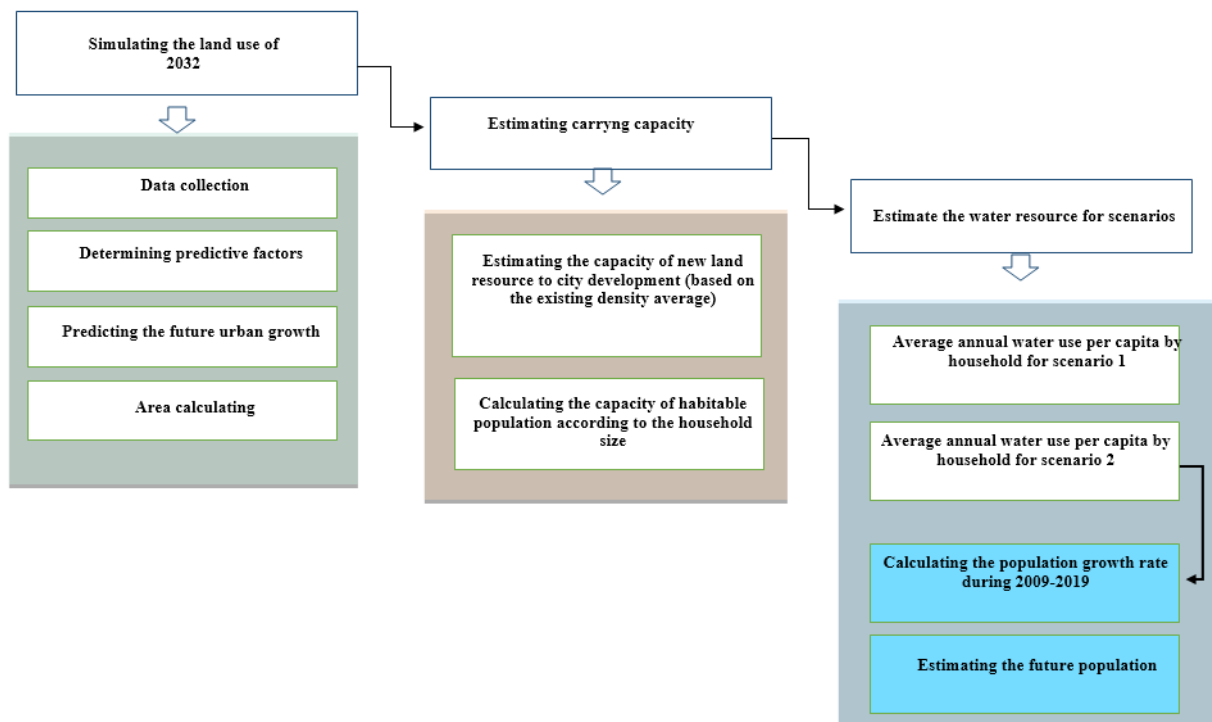 Simulating the land use of
2032
Data collection
Determining predictive factors
Predicting the future urban growth
Area calculating
Estimating carryng capacity
Estimating the capacity of new land
resource to city development (based on
the existing density average)
Calculating the capacity of habitable
population according to the household
size
Estimate the water resource for scenarios
Average annual water use per capita by
household for scenario 1
Average annual water use per capita by
household for scenario 2
Calculating the population growth rate
during 2009-2019
Estimating the future population